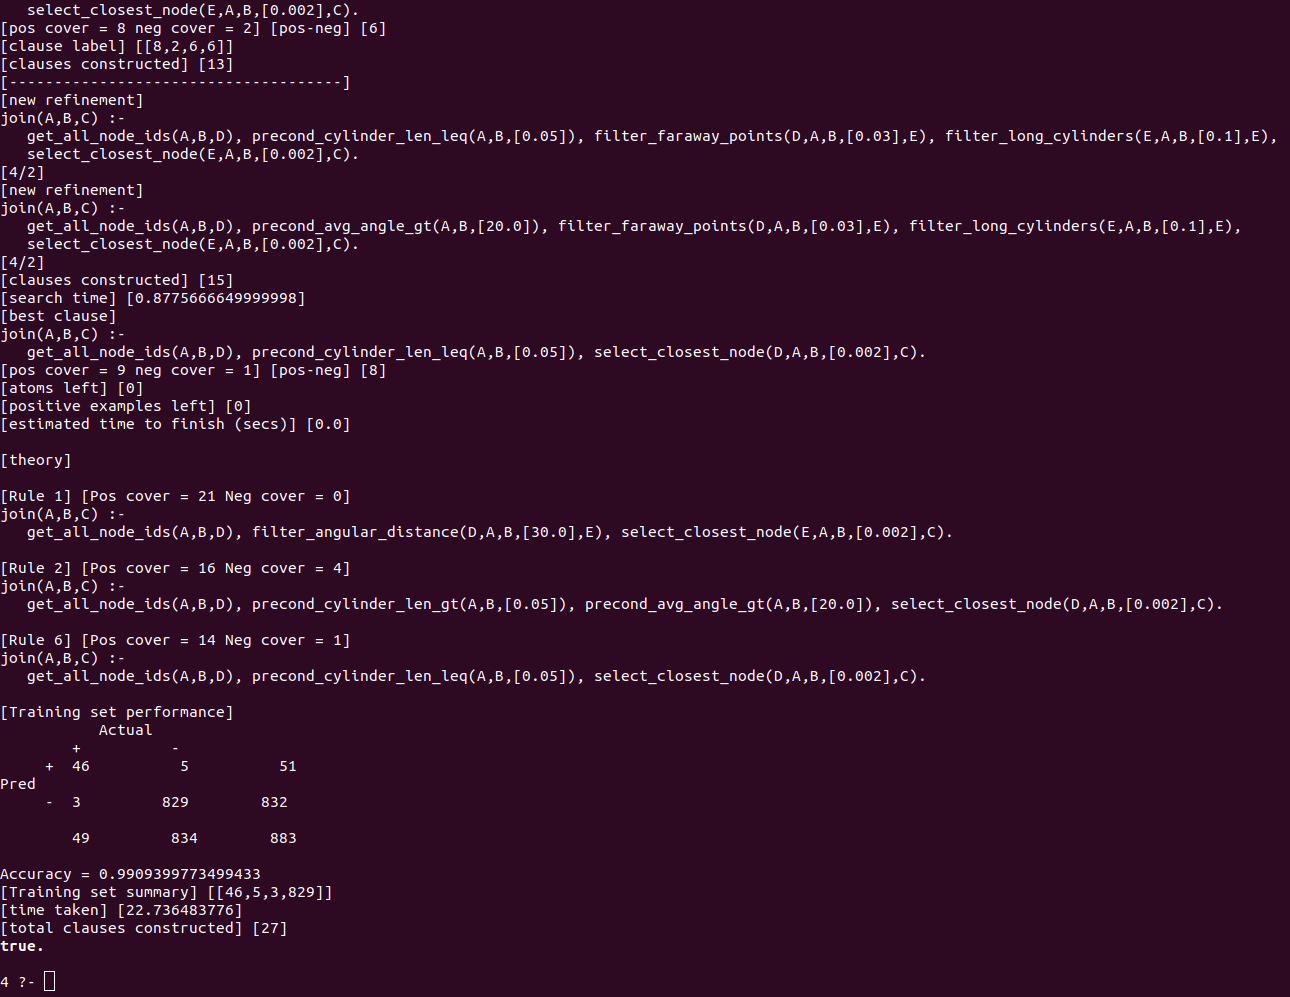 select_closest_node(E,A,B,[0.002],C).
[pos cover = 8 neg cover = 2] [pos-neg] [6]
[clause label] [[8,2,6,6]]
[clauses constructed] [13]
[-------------------------------------]
[new refinement]
join(A,B,C) :-
   get_all_node_ids(A,B,D), precond_cylinder_len_leq(A,B,[0.05]), filter_faraway_points(D,A,B,[0.03],E), filter_long_cylinders(E,A,B,[0.1],E),
   select_closest_node(E,A,B,[0.002],C).
[4/2]
[new refinement]
join(A,B,C) :-
   get_all_node_ids(A,B,D), precond_avg_angle_gt(A,B,[20.0]), filter_faraway_points(D,A,B,[0.03],E), filter_long_cylinders(E,A,B,[0.1],E),
   select_closest_node(E,A,B,[0.002],C).
[4/2]
[clauses constructed] [15]
[search time] [0.8775666649999998]
[best clause]
join(A,B,C) :-
   get_all_node_ids(A,B,D), precond_cylinder_len_leq(A,B,[0.05]), select_closest_node(D,A,B,[0.002],C).
[pos cover = 9 neg cover = 1] [pos-neg] [8]
[atoms left] [0]
[positive examples left] [0]
[estimated time to finish (secs)] [0.0]

[theory]

[Rule 1] [Pos cover = 21 Neg cover = 0]
join(A,B,C) :-
   get_all_node_ids(A,B,D), filter_angular_distance(D,A,B,[30.0],E), select_closest_node(E,A,B,[0.002],C).

[Rule 2] [Pos cover = 16 Neg cover = 4]
join(A,B,C) :-
   get_all_node_ids(A,B,D), precond_cylinder_len_gt(A,B,[0.05]), precond_avg_angle_gt(A,B,[20.0]), select_closest_node(D,A,B,[0.002],C).

[Rule 6] [Pos cover = 14 Neg cover = 1]
join(A,B,C) :-
   get_all_node_ids(A,B,D), precond_cylinder_len_leq(A,B,[0.05]), select_closest_node(D,A,B,[0.002],C).

[Training set performance]
           Actual
        +          -
     +  46          5          51
Pred
     -  3         829        832

        49         834        883

Accuracy = 0.9909399773499433
[Training set summary] [[46,5,3,829]]
[time taken] [22.736483776]
[total clauses constructed] [27]
true.

4 ?-